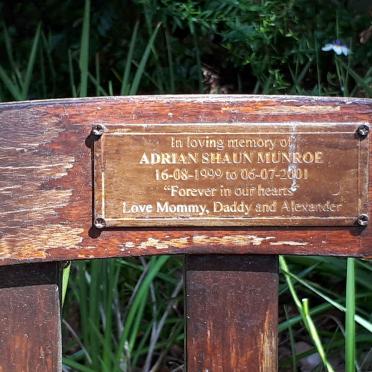 In loving memory of
ADRIAN SHAUN MUNROE
16-08-1999 to 06-07-2001
"Forever in our hearts"
Love Mommy, Daddy and Alexander